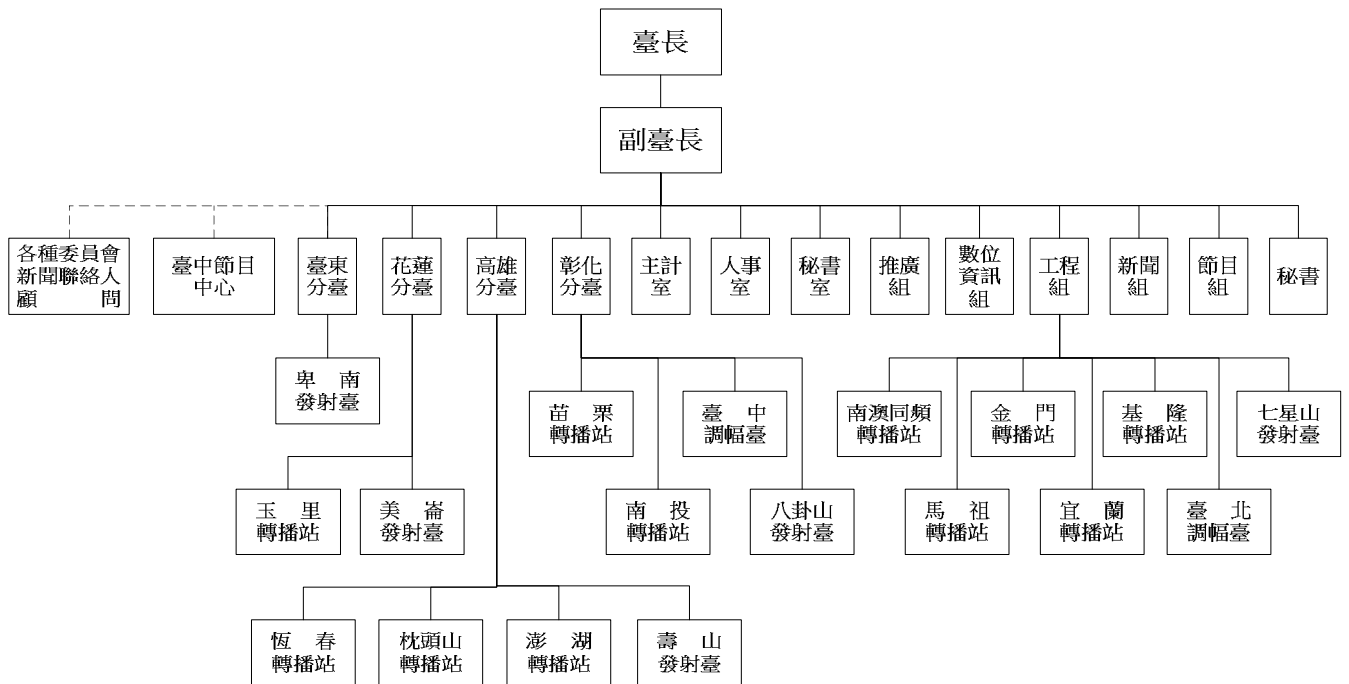 臺長
副臺長
各種委員會
新聞聯絡人
顧　　　問
臺中節目
中心
臺東
分臺
花蓮
分臺
高雄
分臺
彰化
分臺
主計
室
人事
室
秘書
室
推廣
組
數位
資訊
組
工程
組
新聞
組
節目
組
秘書
卑　南
發射臺
苗　栗
轉播站
臺　中
調幅臺
南澳同頻
轉播站
金　門
轉播站
基　隆
轉播站
七星山
發射臺
玉　里
轉播站
美　崙
發射臺
南　投
轉播站
八卦山
發射臺
馬　祖
轉播站
宜　蘭
轉播站
臺　北
調幅臺
恆　春
轉播站
枕頭山
轉播站
澎　湖
轉播站
壽　山
發射臺